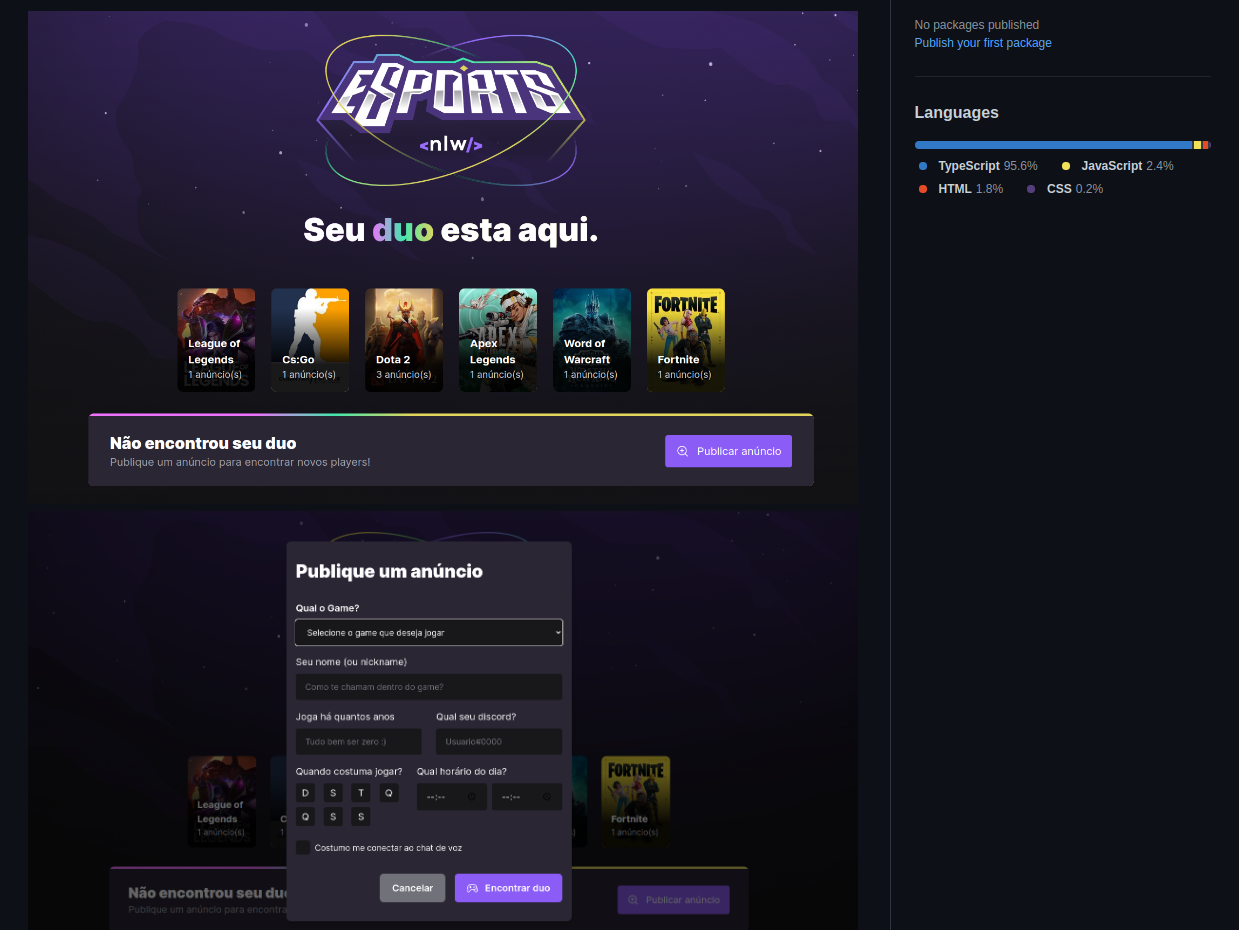 ESPORTS
<nlw/>
Seu duo esta aqui.
League of
Legends
1 anúncio(s)
Cs:Go
1 anúncio(s)
Dota 2
3 anúncio(s)
APEX
Apex
Legends
1 anúncio(s)
Word of
Warcraft
1 anúncio(s)
FORTNITE
Fortnite
1 anúncio(s)
Não encontrou seu duo
Publique um anúncio para encontrar novos players!
Publicar anúncio
Publique um anúncio
Qual o Game?
Selecione o game que deseja jogar
Seu nome (ou nickname)
Como te chamam dentro do game?
Joga há quantos anos
Qual seu discord?
Tudo bem ser zero :)
Usuario#0000
Quando costuma jogar?
Qual horário do dia?
D S T Q
Q S S
--:-- --:--
Costumo me conectar ao chat de voz
Cancelar
Encontrar duo
League of
Legends
1 anúncio(s)
C
1
FORTNITE
Fortnite
1 anúncio(s)
Não encontrou seu du
Publique um anúncio para encontra
Publicar anúncio
No packages published
Publish your first package
Languages
TypeScript 95.6% JavaScript 2.4%
HTML 1.8% CSS 0.2%